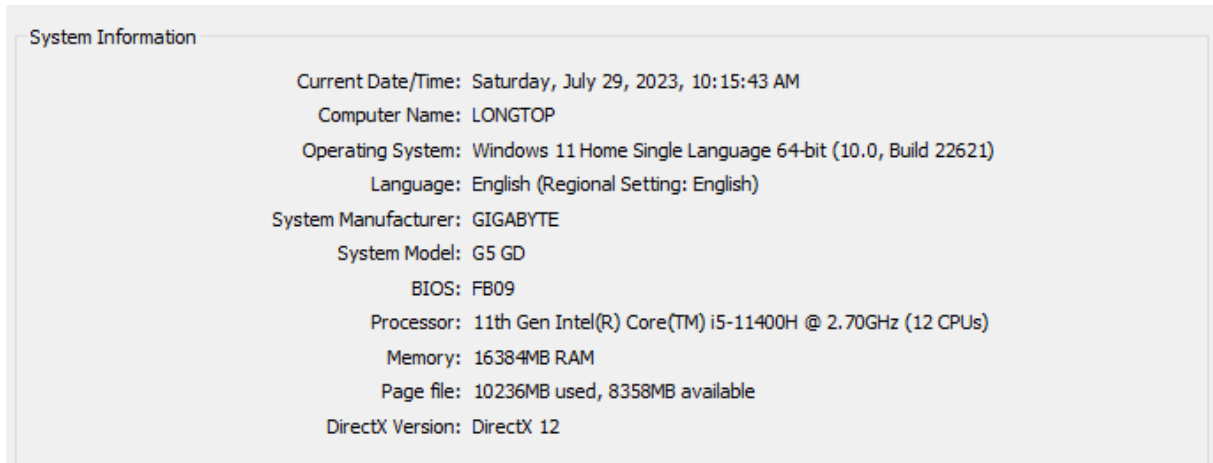 System Information
Current Date/Time: Saturday, July 29, 2023, 10:15:43 AM
Computer Name: LONGTOP
Operating System: Windows 11 Home Single Language 64-bit (10.0, Build 22621)
Language: English (Regional Setting: English)
System Manufacturer: GIGABYTE
System Model: G5 GD
BIOS: FB09
Processor: 11th Gen Intel(R) Core(TM) i5-11400H @ 2.70GHz (12 CPUs)
Memory: 16384MB RAM
Page file: 10236MB used, 8358MB available
DirectX Version: DirectX 12